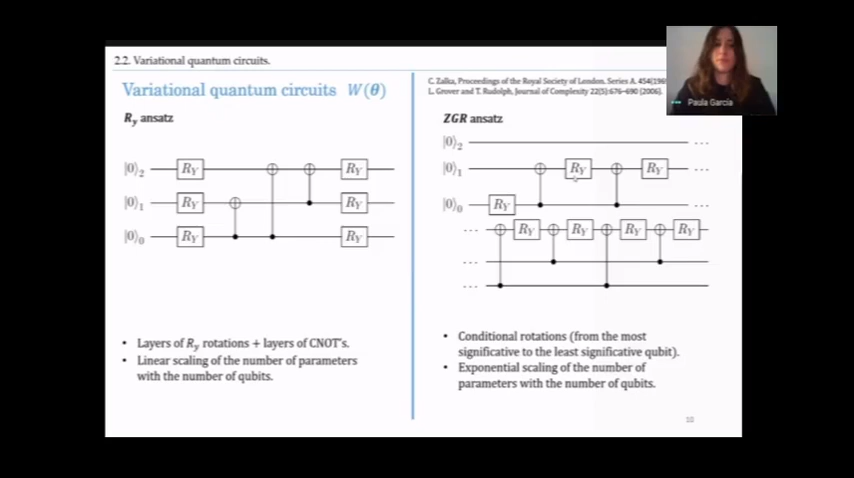 2.2. Variational quantum circuits.
Variational quantum circuits W(θ)
R_y ansatz
|0⟩₂ R_Y R_Y
|0⟩₁ R_Y R_Y
|0⟩₀ R_Y R_Y
• Layers of R_y rotations + layers of CNOT's.
• Linear scaling of the number of parameters
with the number of qubits.
C. Zalka, Proceedings of the Royal Society of London. Series A, 454(199
L. Grover and T. Rudolph, Journal of Complexity 22(5):676–690 (2006).
ZGR ansatz
|0⟩₂ ...
|0⟩₁ R_Y R_Y ...
|0⟩₀ R_Y ...
... R_Y R_Y R_Y R_Y
...
...
• Conditional rotations (from the most
significative to the least significative qubit).
• Exponential scaling of the number of
parameters with the number of qubits.
10
Paula García